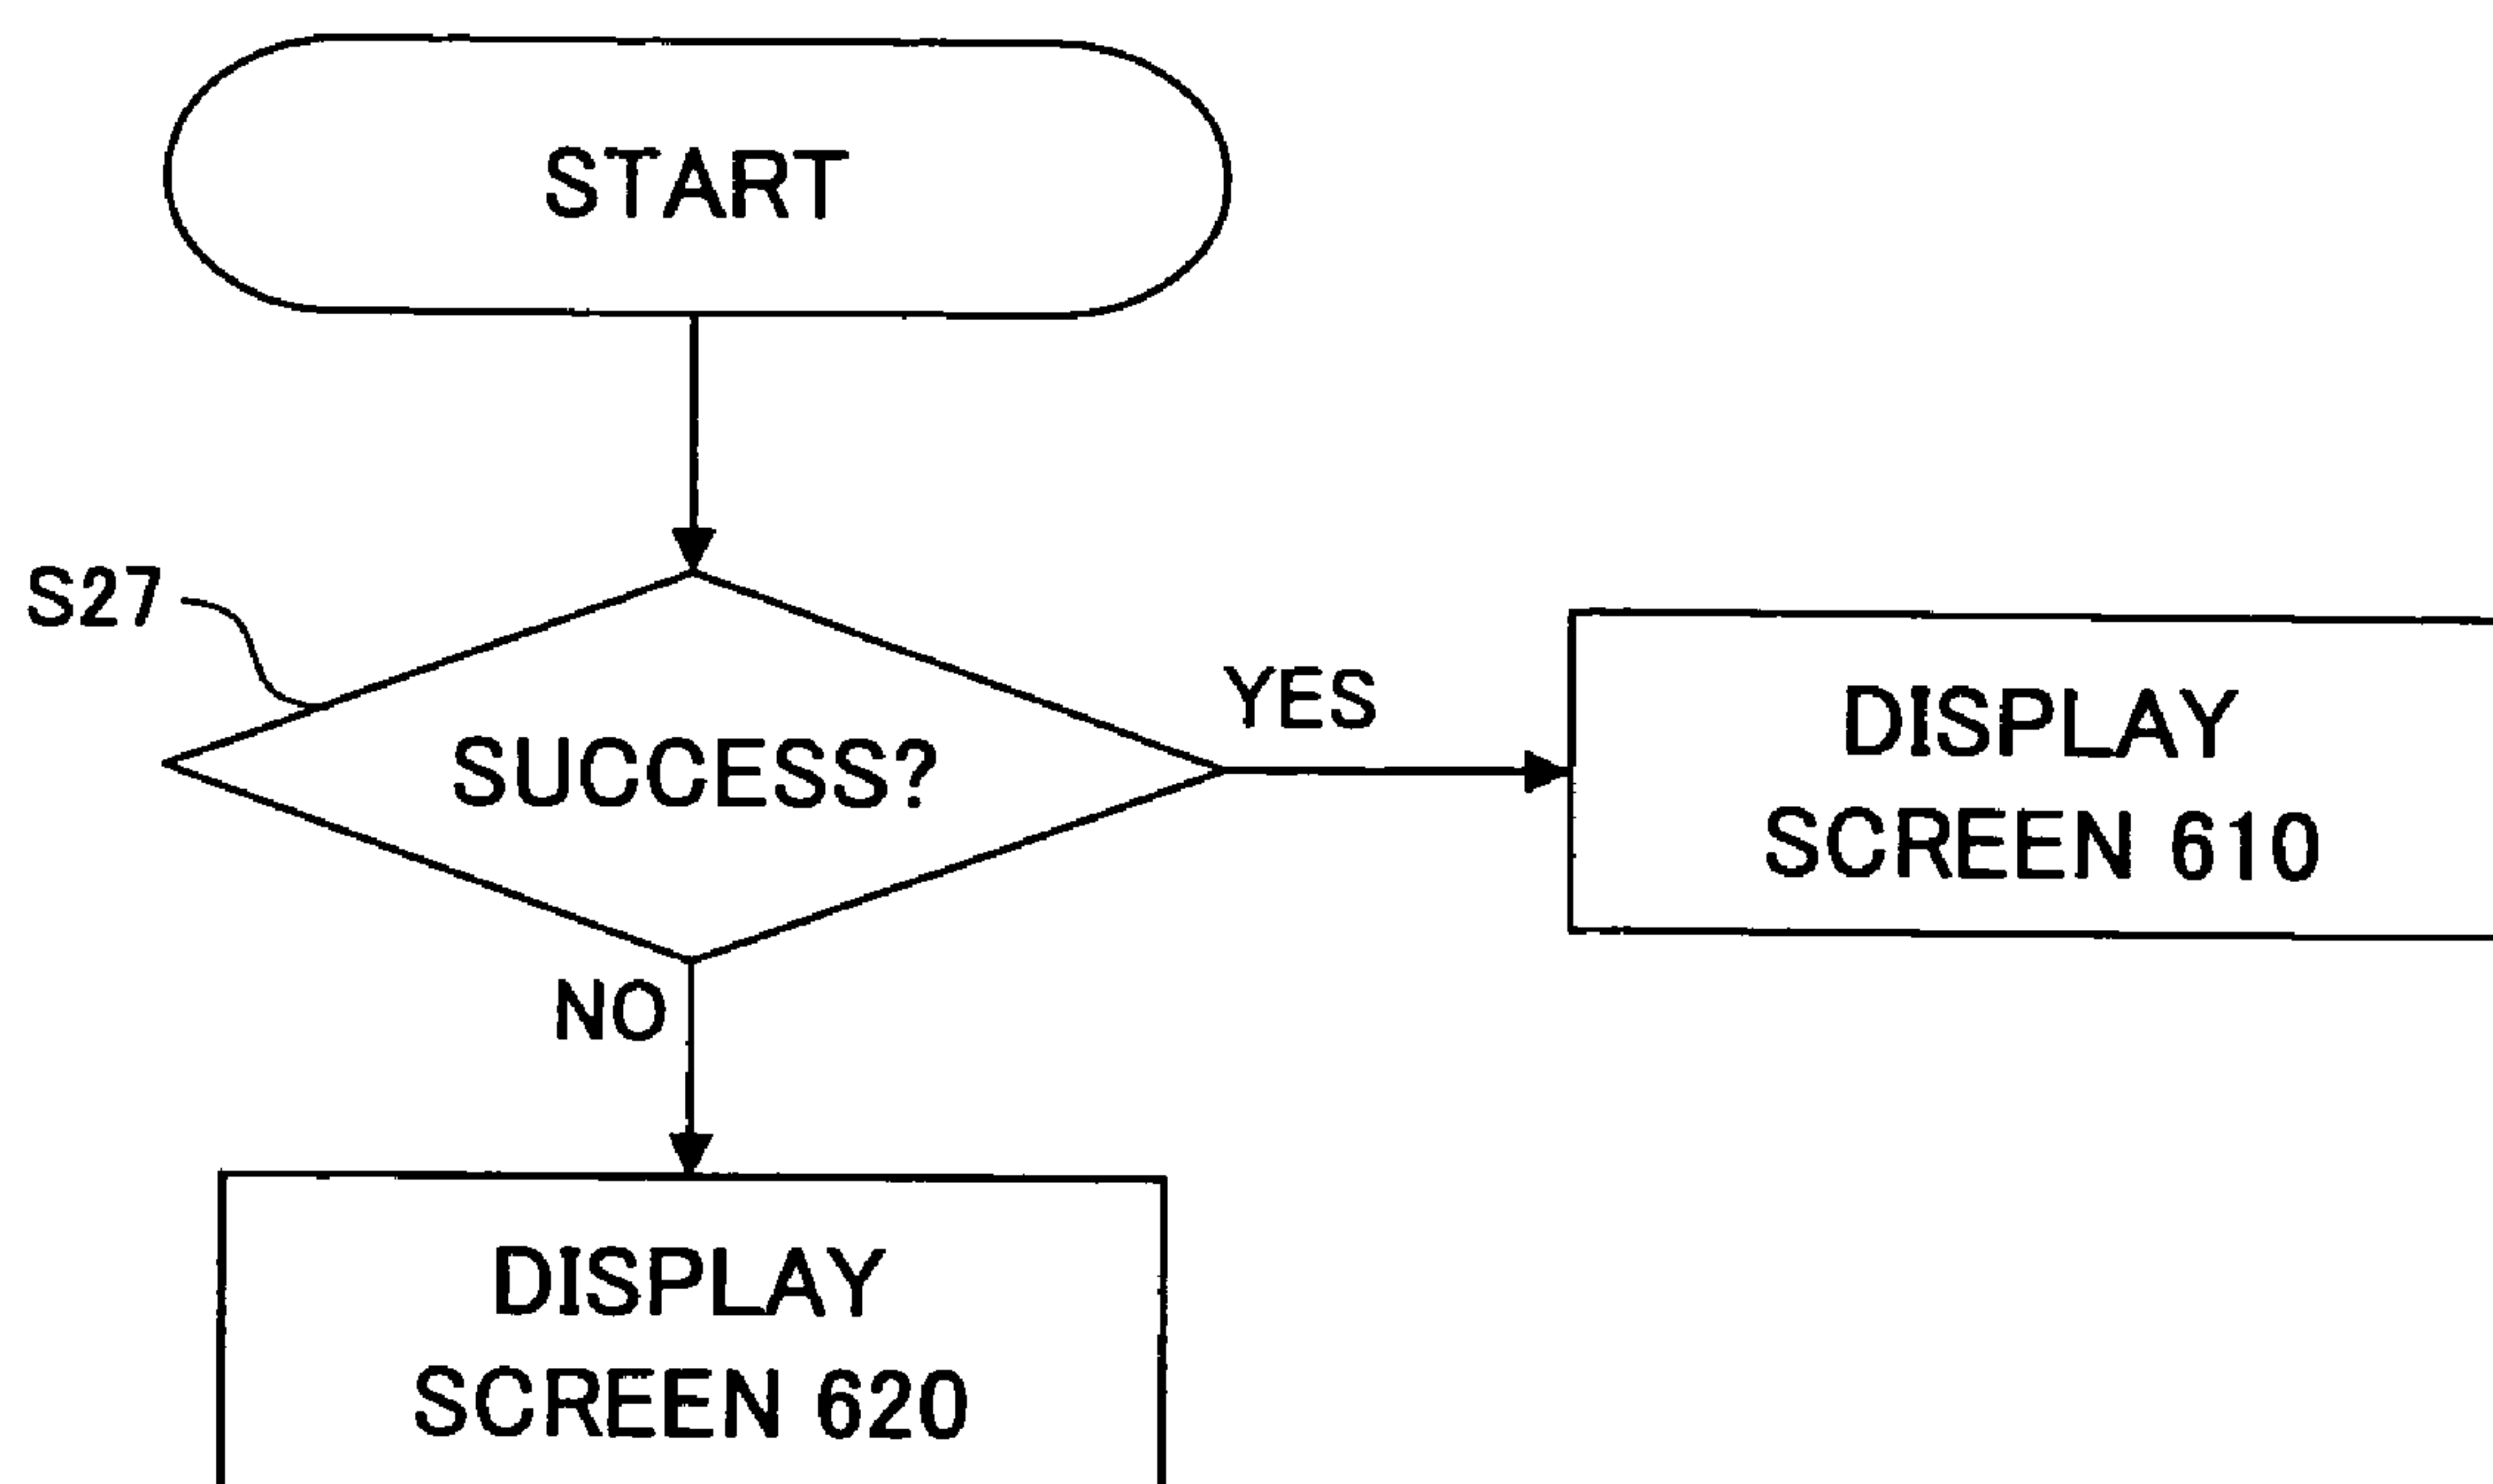 START
S27
SUCCESS?
YES
DISPLAY
SCREEN 610
NO
DISPLAY
SCREEN 620